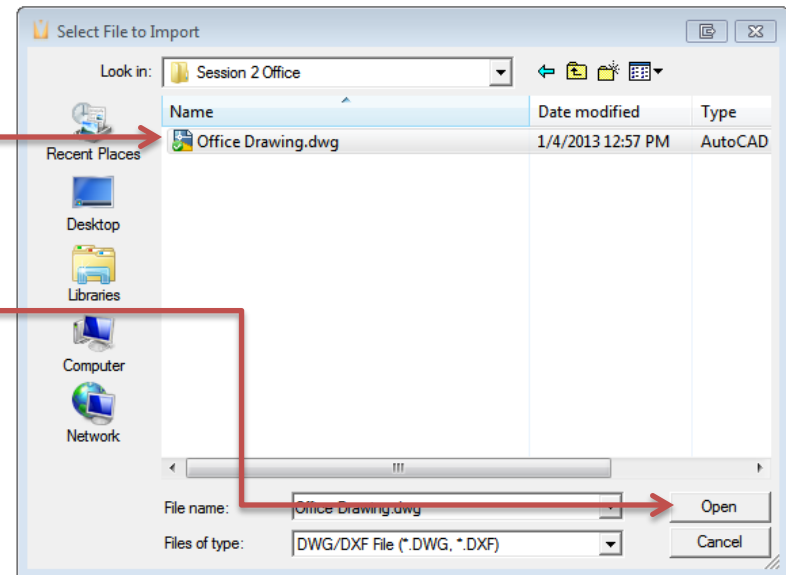 Select File to Import
Look in: Session 2 Office
Name Date modified Type
Office Drawing.dwg 1/4/2013 12:57 PM AutoCAD
Recent Places
Desktop
Libraries
Computer
Network
File name: Office Drawing.dwg Open
Files of type: DWG/DXF File (*.DWG, *.DXF) Cancel